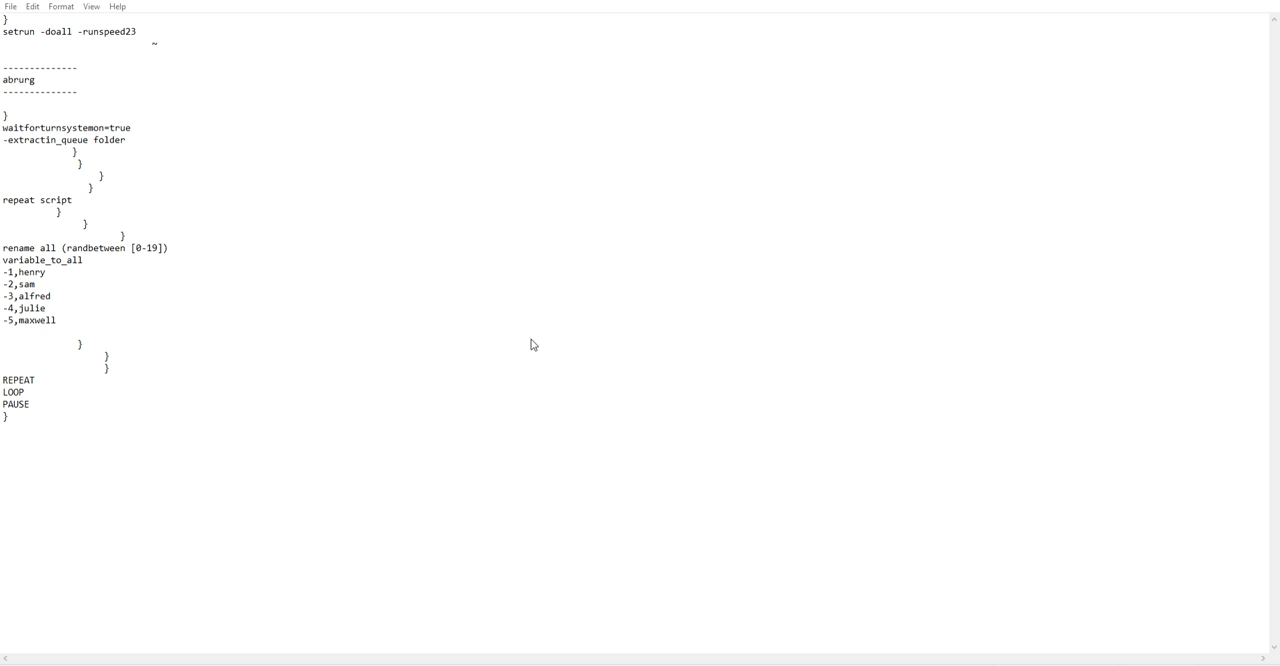 File Edit Format View Help
}
setrun -doall -runspeed23
~
--------------
abrurg
--------------
}
waitforturnsystemon=true
-extractin_queue folder
}
}
}
}
repeat script
}
}
}
rename all (randbetween [0-19])
variable_to_all
-1,henry
-2,sam
-3,alfred
-4,julie
-5,maxwell
}
}
}
REPEAT
LOOP
PAUSE
}